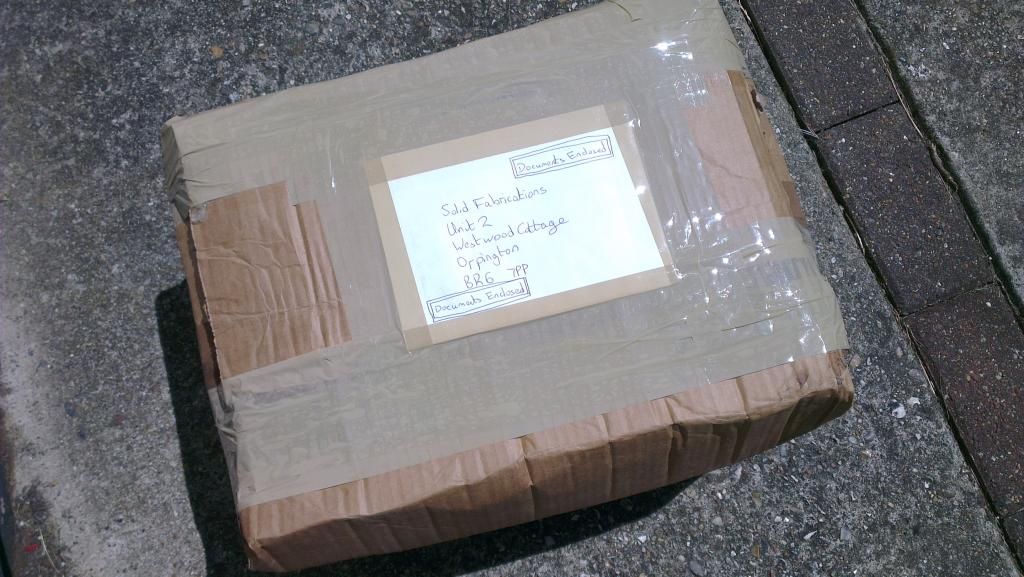 Documents Enclosed
Solid Fabrications
Unit 2
Westwood Cottage
Orpington
BR6 7PP
Documents Enclosed